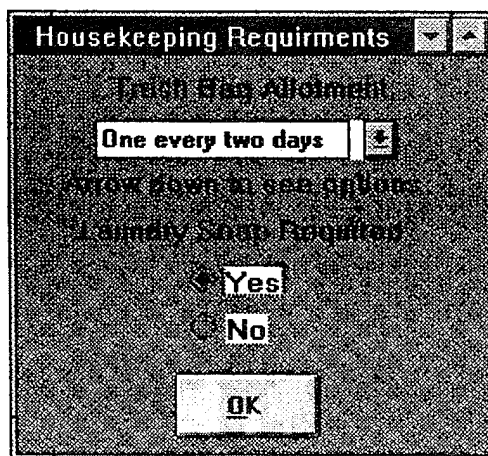 Housekeeping Requirments
Trash Bag Allotment
One every two days
Arrow down to see options
Laundry Soap Required
Yes
No
OK